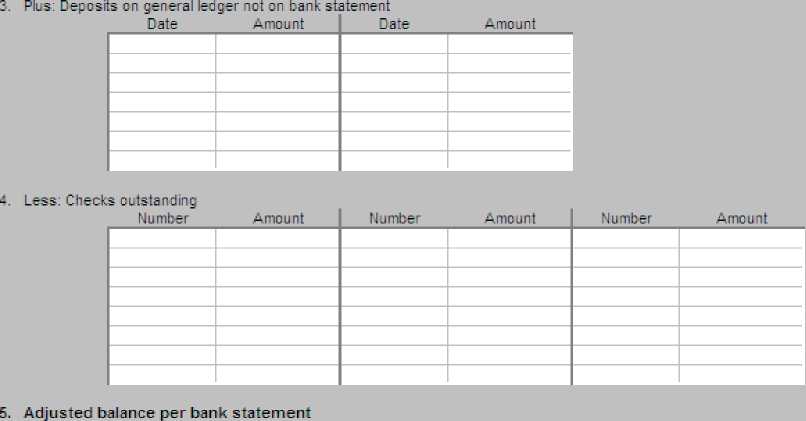 3. Plus: Deposits on general ledger not on bank statement
Date Amount Date Amount
4. Less: Checks outstanding
Number Amount Number Amount Number Amount
5. Adjusted balance per bank statement